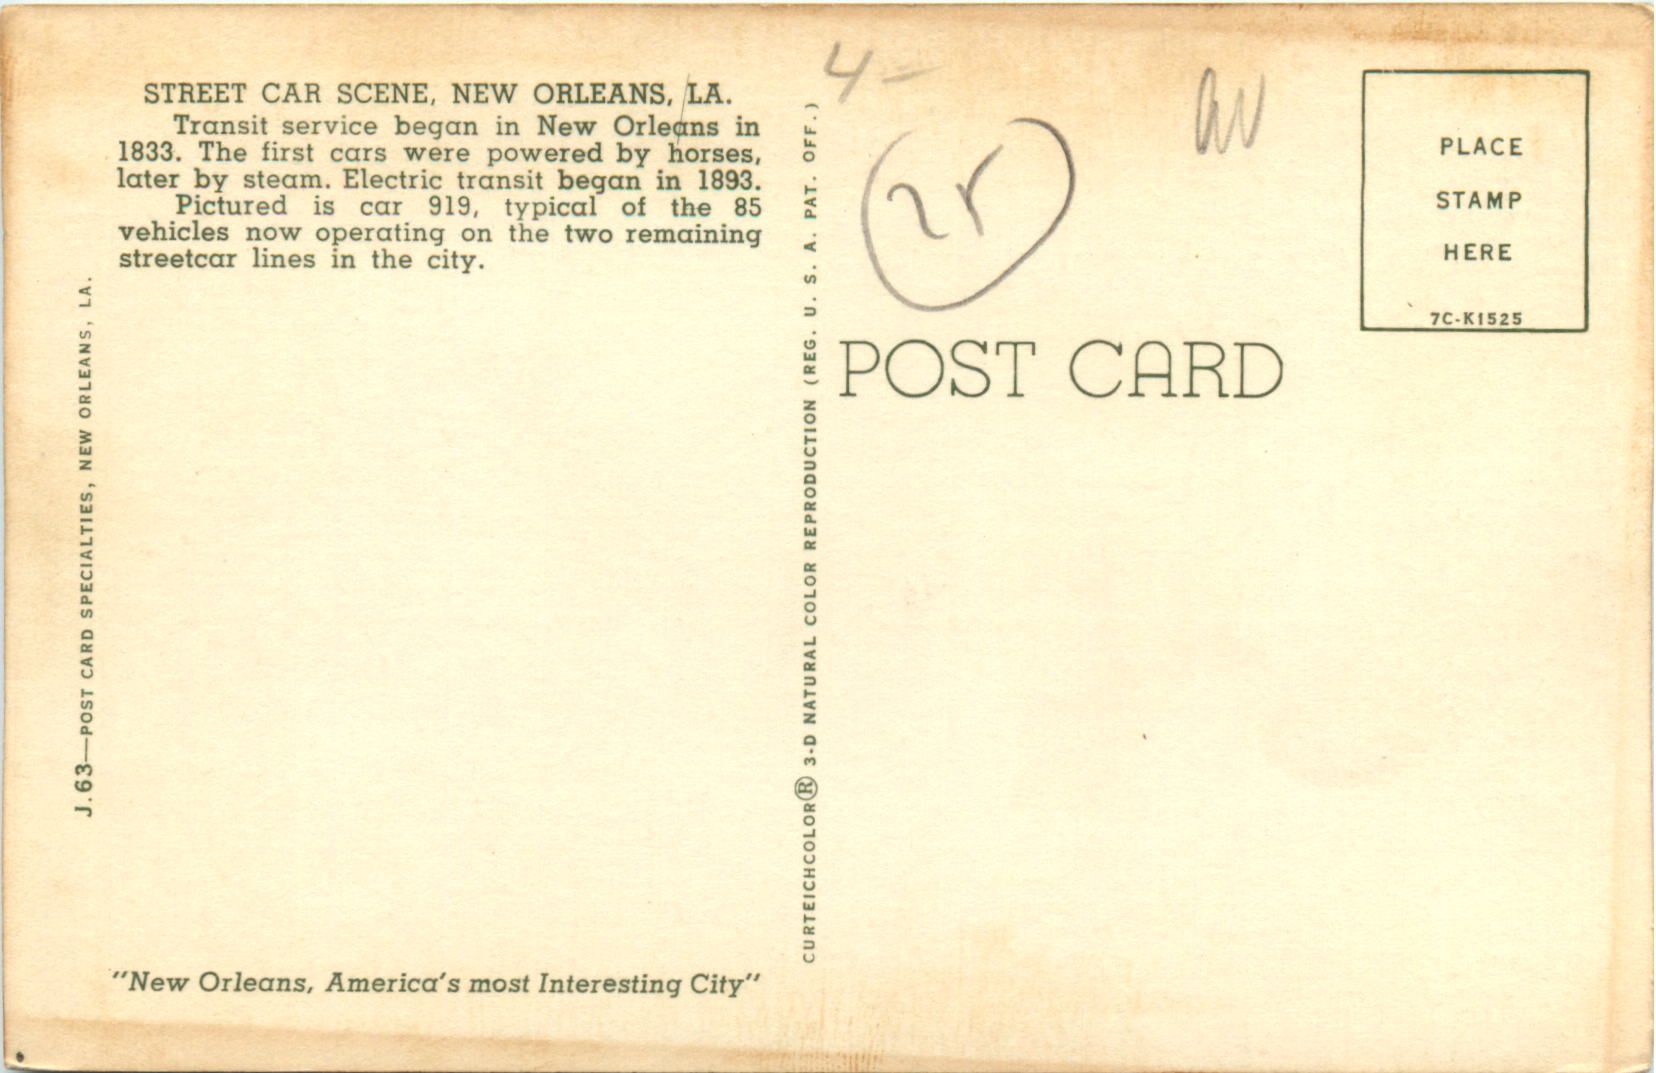 STREET CAR SCENE, NEW ORLEANS, LA.
Transit service began in New Orleans in
1833. The first cars were powered by horses,
later by steam. Electric transit began in 1893.
Pictured is car 919, typical of the 85
vehicles now operating on the two remaining
streetcar lines in the city.
J.63—POST CARD SPECIALTIES, NEW ORLEANS, LA.
"New Orleans, America's most Interesting City"
CURTEICHCOLOR® 3-D NATURAL COLOR REPRODUCTION (REG. U. S. A. PAT. OFF.)
4-
POST CARD
PLACE
STAMP
HERE
7C-K1525